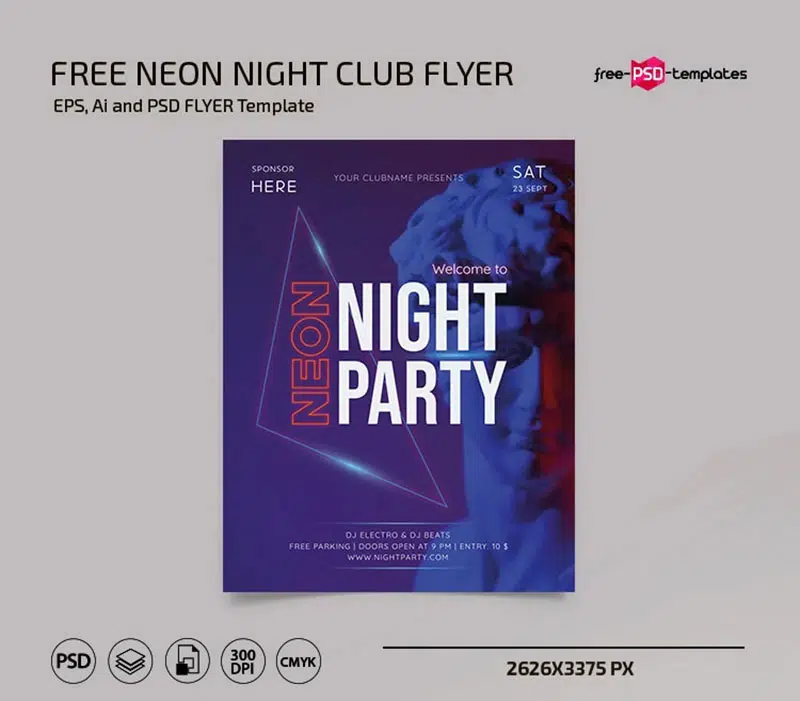 FREE NEON NIGHT CLUB FLYER
EPS, Ai and PSD FLYER Template
free-PSD-templates
SPONSOR
HERE
YOUR CLUBNAME PRESENTS
SAT
23 SEPT
Welcome to
NEON
NIGHT
PARTY
DJ ELECTRO & DJ BEATS
FREE PARKING | DOORS OPEN AT 9 PM | ENTRY: 10 $
WWW.NIGHTPARTY.COM
PSD
300
DPI
CMYK
2626X3375 PX